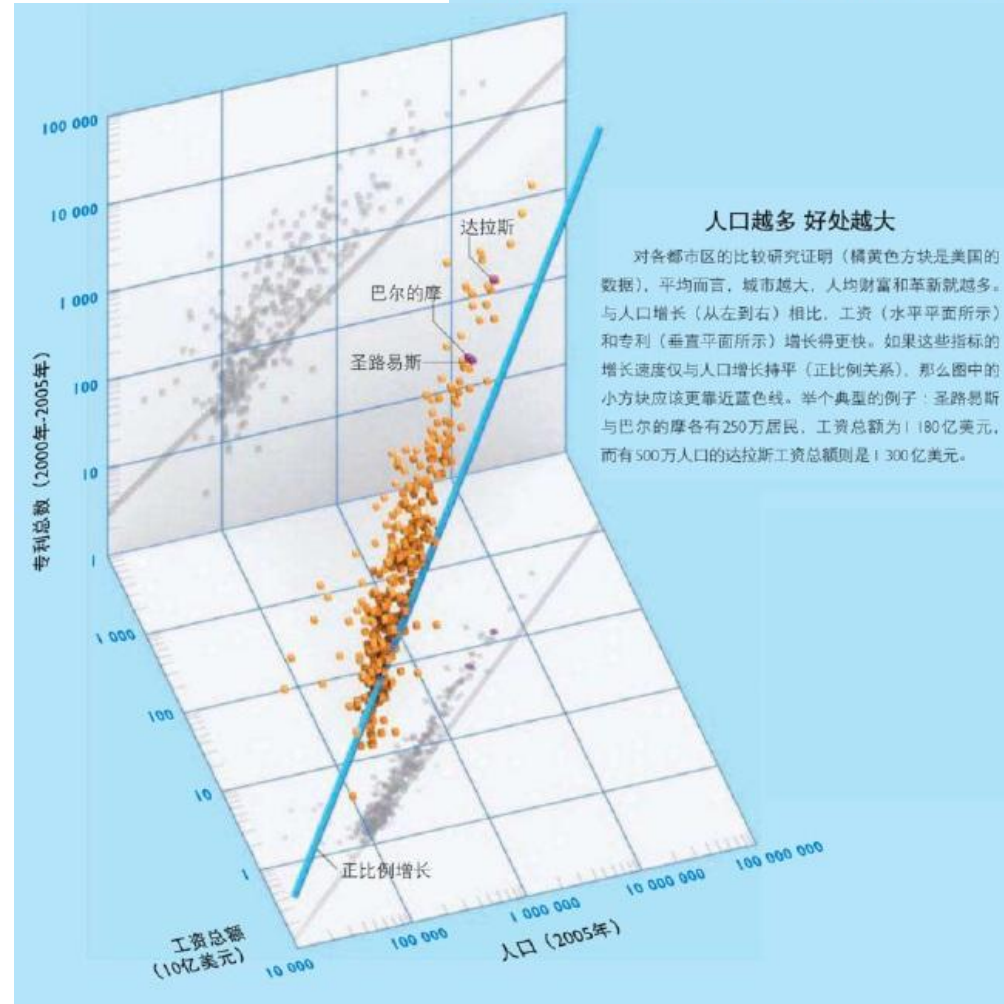 100 000
10 000
1 000
100
10
1
专利总数（2000年-2005年）
达拉斯
巴尔的摩
圣路易斯
人口越多 好处越大
对各都市区的比较研究证明（橘黄色方块是美国的
数据），平均而言，城市越大，人均财富和革新就越多。
与人口增长（从左到右）相比，工资（水平平面所示）
和专利（垂直平面所示）增长得更快。如果这些指标的
增长速度仅与人口增长持平（正比例关系），那么图中的
小方块应该更靠近蓝色线。举个典型的例子：圣路易斯
与巴尔的摩各有250万居民，工资总额为1 180亿美元，
而有500万人口的达拉斯工资总额则是1 300亿美元。
1 000
100
10
1
正比例增长
工资总额
（10亿美元）
10 000
100 000
1 000 000
10 000 000
100 000 000
人口（2005年）